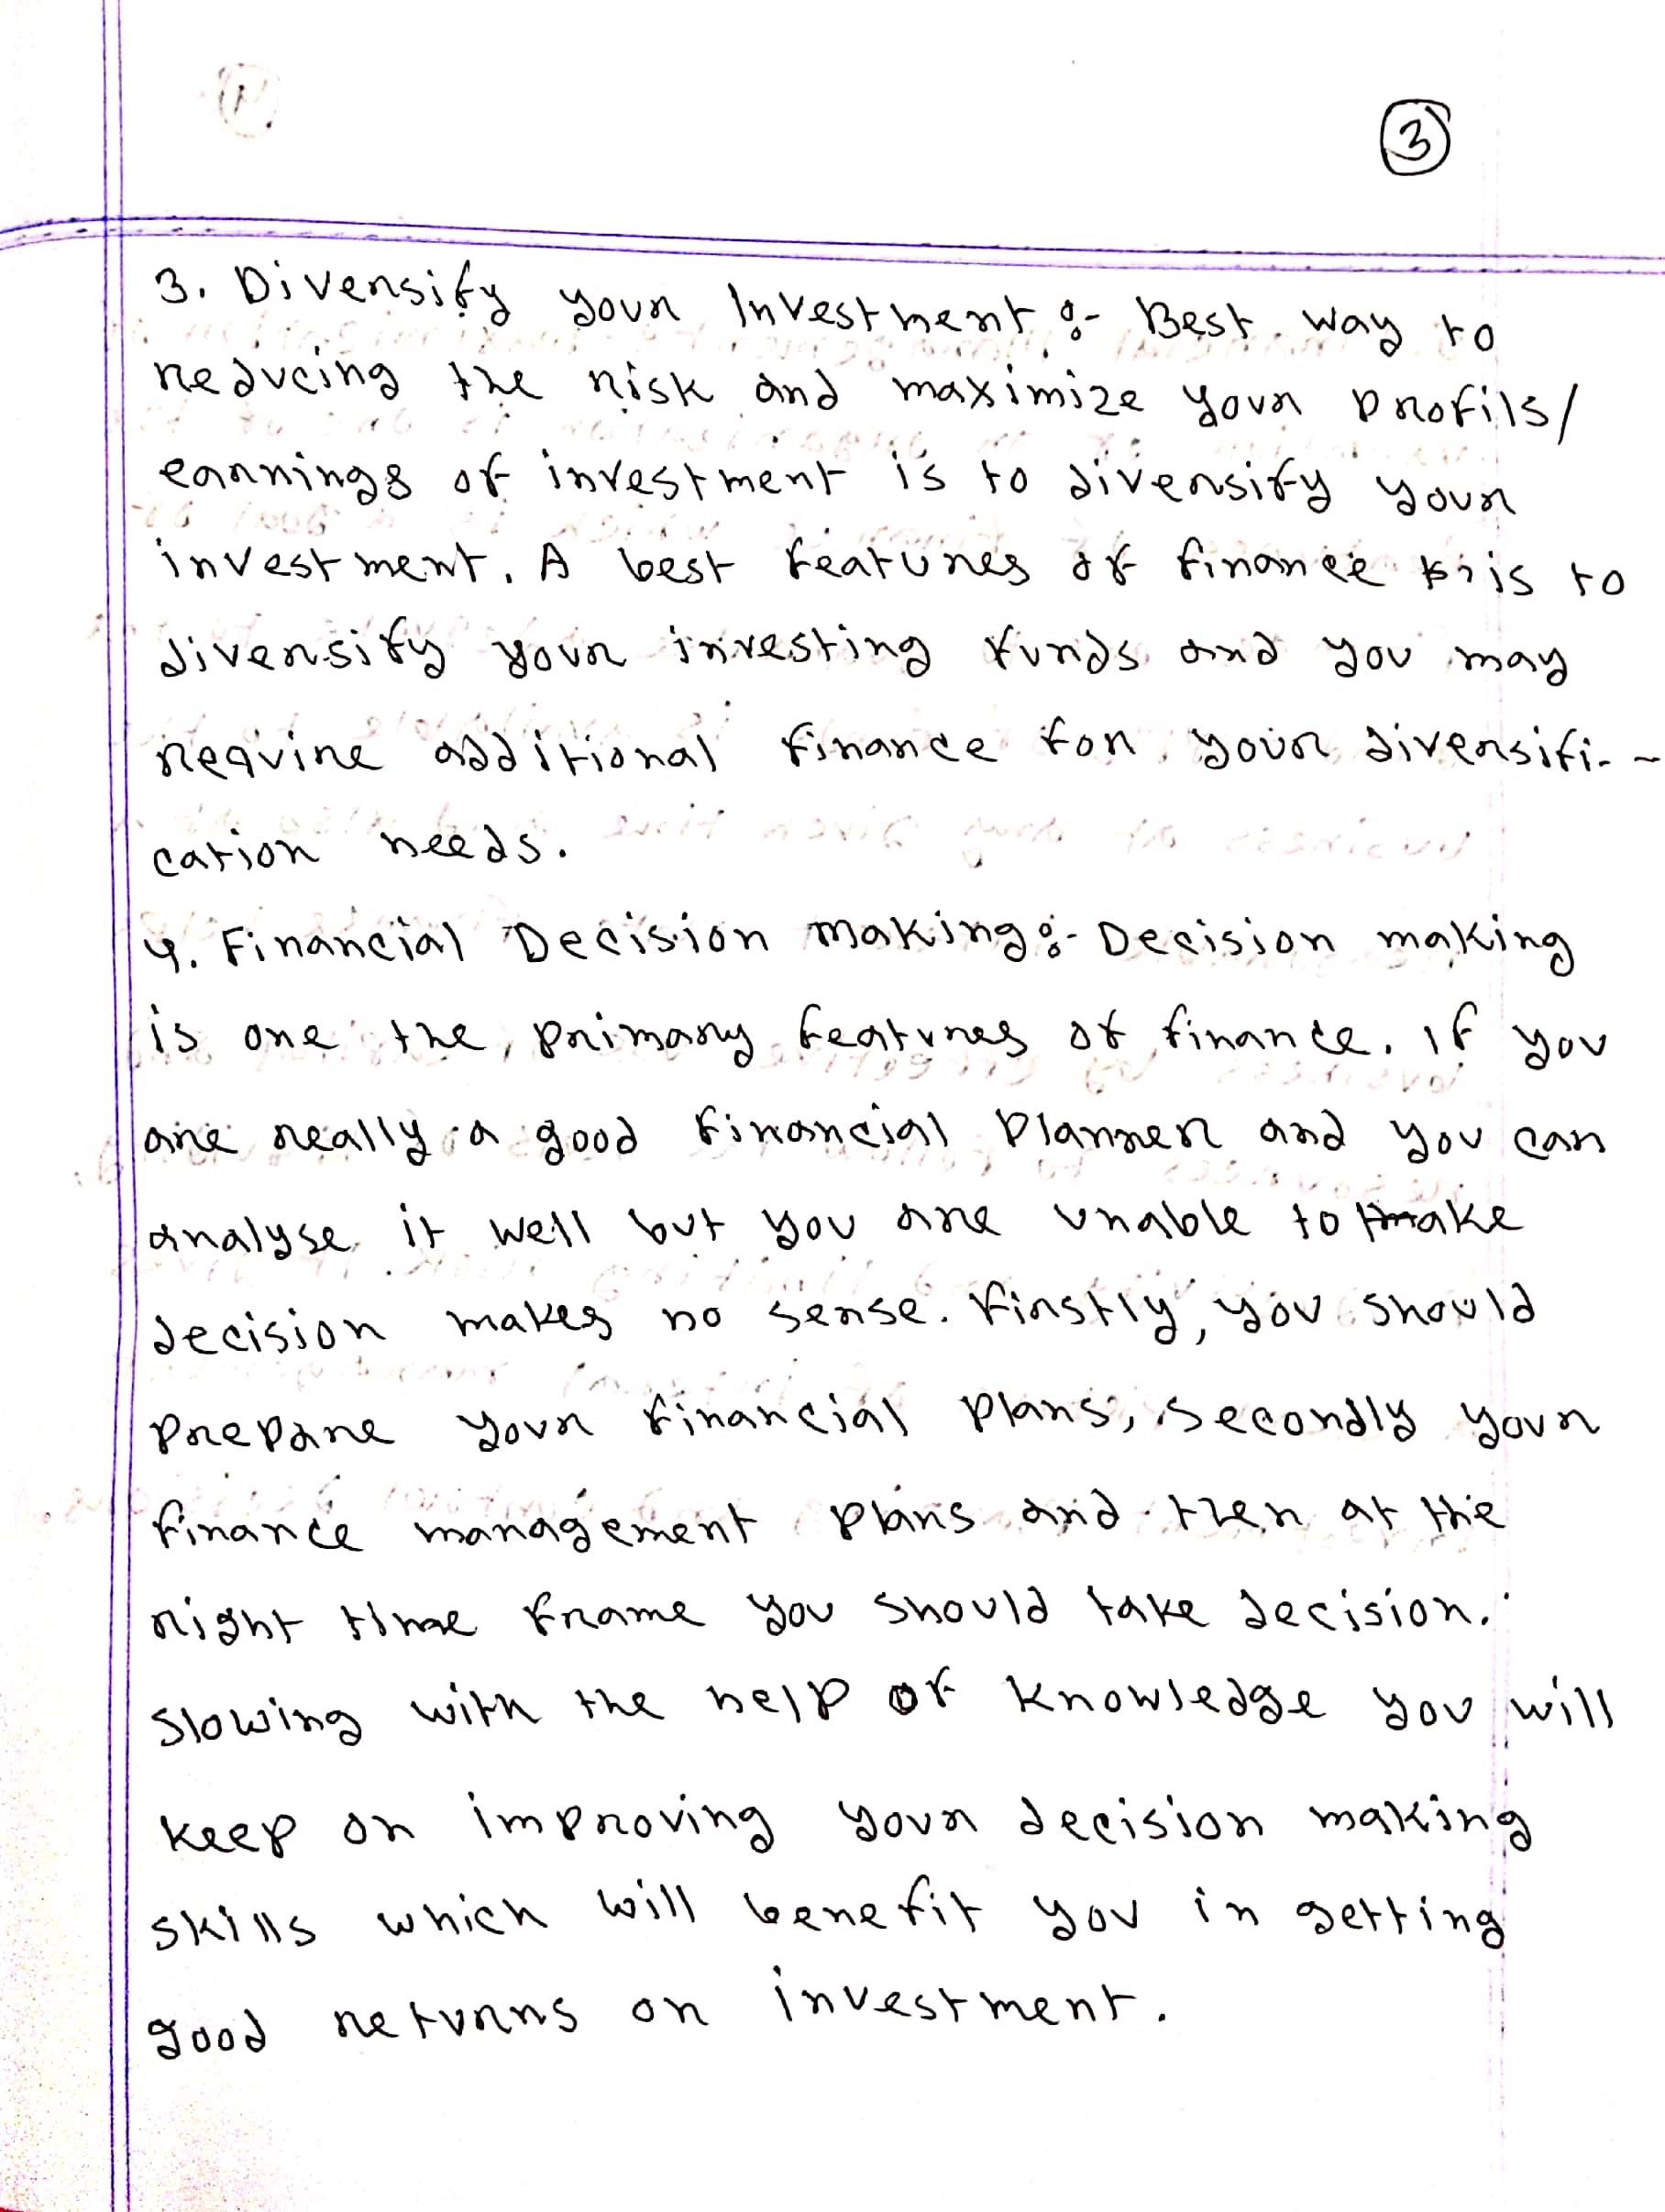 3
3. Diversify your Investment :- Best way to
reducing the risk and maximize your profils/
earnings of investment is to diversify your
investment. A best features of finance is to
diversify your investing funds and you may
require additional finance for your diversifi-
cation needs.
4. Financial Decision making :- Decision making
is one the primary features of finance. If you
are really a good financial planner and you can
analyse it well but you are unable to make
decision makes no sense. Firstly, you should
prepare your financial plans, secondly your
finance management plans and then at the
right time frame you should take decision.
Slowing with the help of knowledge you will
keep on improving your decision making
skills which will benefit you in getting
good returns on investment.